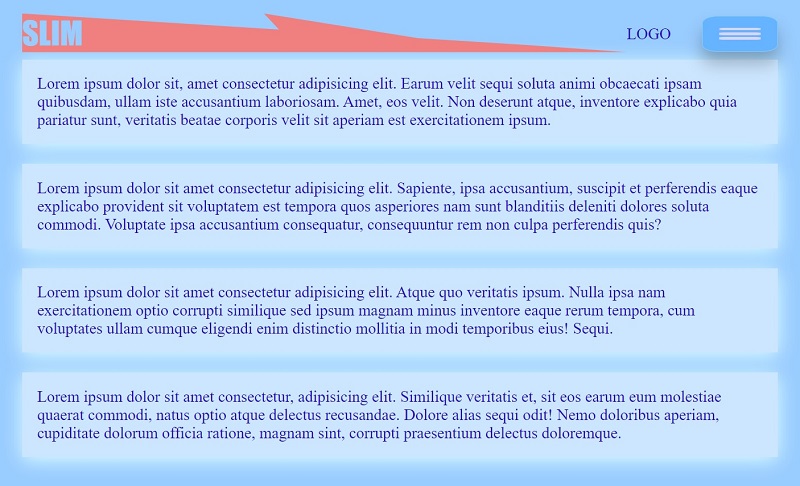 SLIM
LOGO
Lorem ipsum dolor sit, amet consectetur adipisicing elit. Earum velit sequi soluta animi obcaecati ipsam
quibusdam, ullam iste accusantium laboriosam. Amet, eos velit. Non deserunt atque, inventore explicabo quia
pariatur sunt, veritatis beatae corporis velit sit aperiam est exercitationem ipsum.
Lorem ipsum dolor sit amet consectetur adipisicing elit. Sapiente, ipsa accusantium, suscipit et perferendis eaque
explicabo provident sit voluptatem est tempora quos asperiores nam sunt blanditiis deleniti dolores soluta
commodi. Voluptate ipsa accusantium consequatur, consequuntur rem non culpa perferendis quis?
Lorem ipsum dolor sit amet consectetur adipisicing elit. Atque quo veritatis ipsum. Nulla ipsa nam
exercitationem optio corrupti similique sed ipsum magnam minus inventore eaque rerum tempora, cum
voluptates ullam cumque eligendi enim distinctio mollitia in modi temporibus eius! Sequi.
Lorem ipsum dolor sit amet consectetur, adipisicing elit. Similique veritatis et, sit eos earum eum molestiae
quaerat commodi, natus optio atque delectus recusandae. Dolore alias sequi odit! Nemo doloribus aperiam,
cupiditate dolorum officia ratione, magnam sint, corrupti praesentium delectus doloremque.